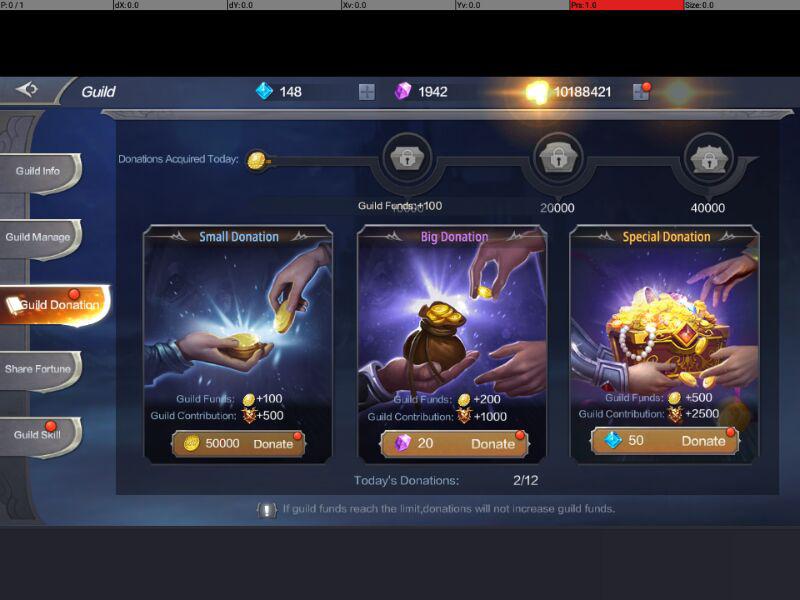 P: 0 / 1
dX: 0.0
dY: 0.0
Xv: 0.0
Yv: 0.0
Prs: 1.0
Size: 0.0
Guild
148
1942
10188421
Guild Info
Guild Manage
Guild Donation
Share Fortune
Guild Skill
Donations Acquired Today:
Guild Funds:+100
20000
40000
Small Donation
Guild Funds: +100
Guild Contribution: +500
50000 Donate
Big Donation
Guild Funds: +200
Guild Contribution: +1000
20 Donate
Special Donation
Guild Funds: +500
Guild Contribution: +2500
50 Donate
Today's Donations: 2/12
If guild funds reach the limit,donations will not increase guild funds.